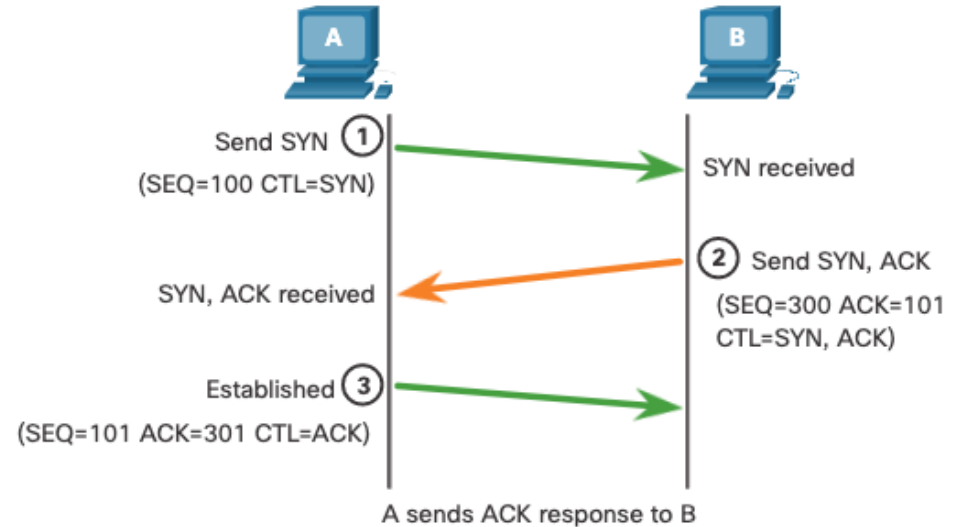 A
B
Send SYN 1
(SEQ=100 CTL=SYN)
SYN received
2 Send SYN, ACK
SYN, ACK received
(SEQ=300 ACK=101
CTL=SYN, ACK)
Established 3
(SEQ=101 ACK=301 CTL=ACK)
A sends ACK response to B